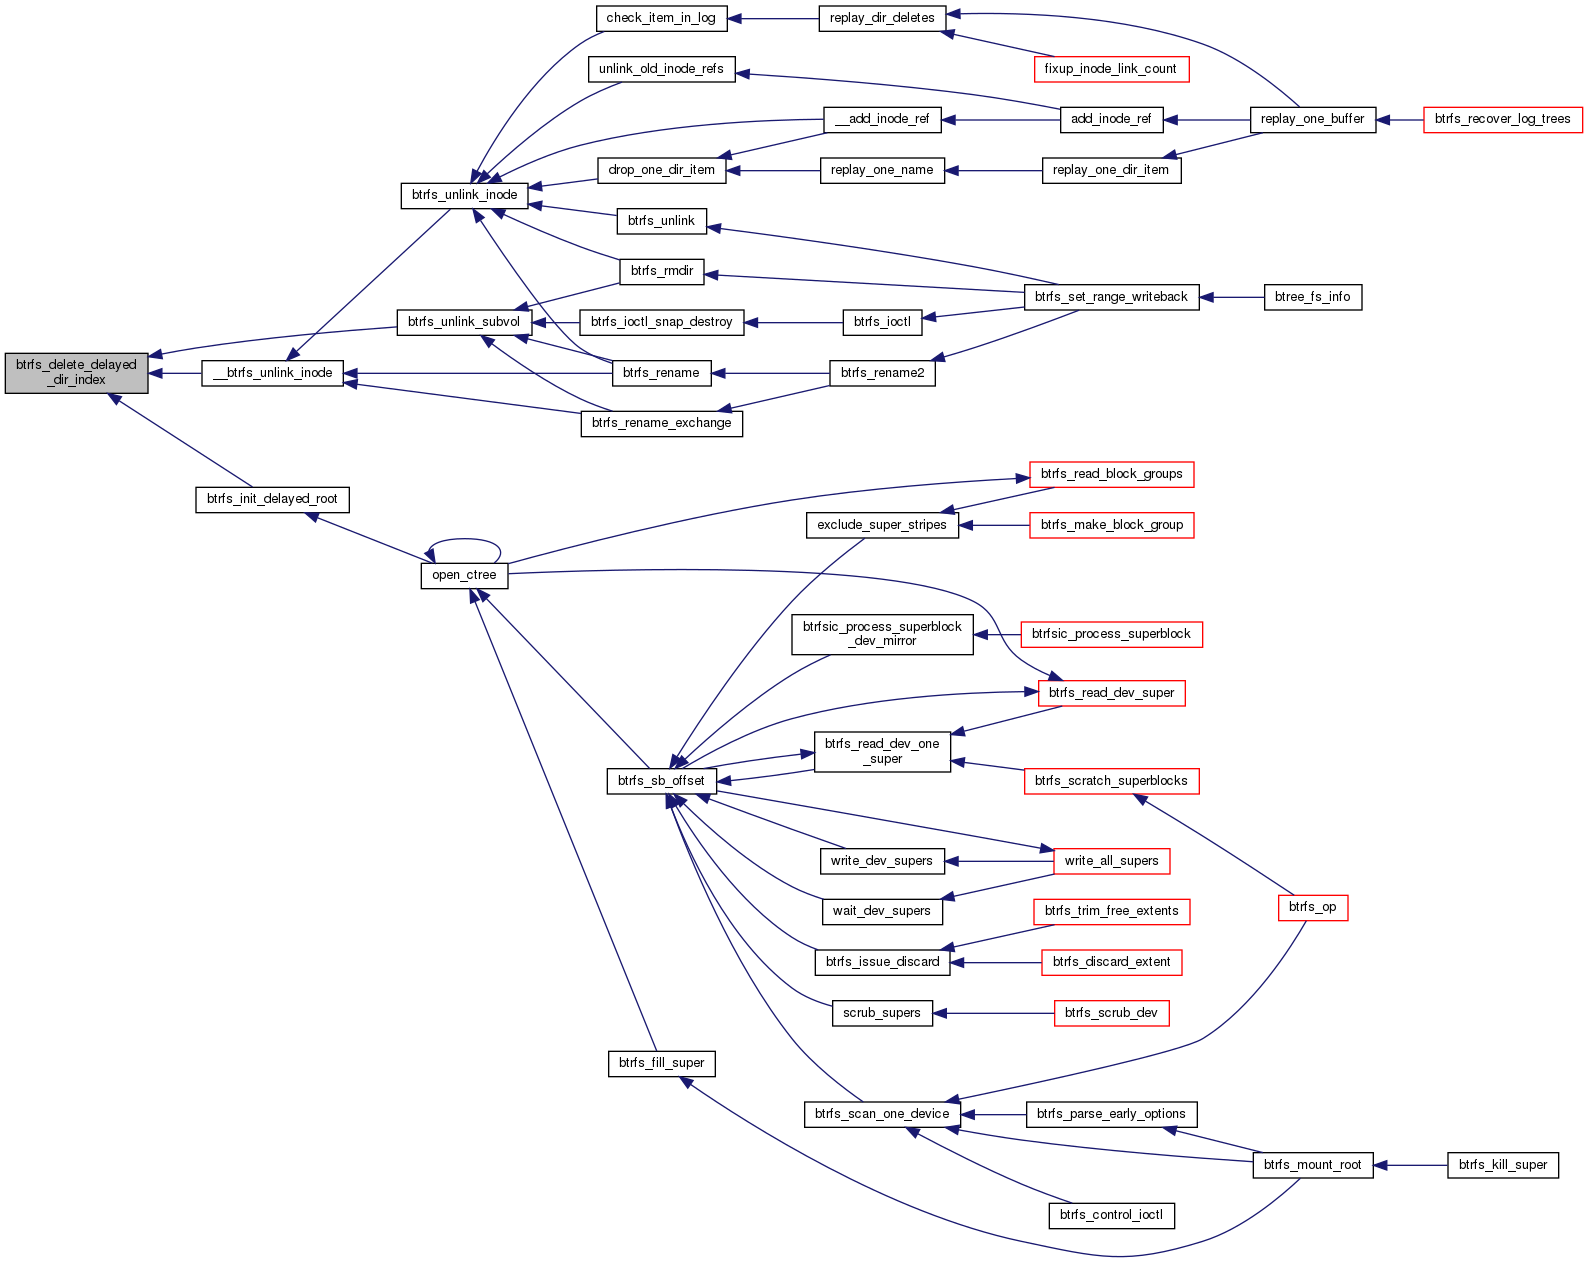 check_item_in_log
replay_dir_deletes
unlink_old_inode_refs
fixup_inode_link_count
__add_inode_ref
add_inode_ref
replay_one_buffer
btrfs_recover_log_trees
drop_one_dir_item
replay_one_name
replay_one_dir_item
btrfs_unlink_inode
btrfs_unlink
btrfs_rmdir
btrfs_set_range_writeback
btree_fs_info
btrfs_unlink_subvol
btrfs_ioctl_snap_destroy
btrfs_ioctl
btrfs_delete_delayed
_dir_index
__btrfs_unlink_inode
btrfs_rename
btrfs_rename2
btrfs_rename_exchange
btrfs_read_block_groups
btrfs_init_delayed_root
exclude_super_stripes
btrfs_make_block_group
open_ctree
btrfsic_process_superblock
_dev_mirror
btrfsic_process_superblock
btrfs_read_dev_super
btrfs_read_dev_one
_super
btrfs_sb_offset
btrfs_scratch_superblocks
write_dev_supers
write_all_supers
wait_dev_supers
btrfs_trim_free_extents
btrfs_op
btrfs_issue_discard
btrfs_discard_extent
scrub_supers
btrfs_scrub_dev
btrfs_fill_super
btrfs_scan_one_device
btrfs_parse_early_options
btrfs_mount_root
btrfs_kill_super
btrfs_control_ioctl